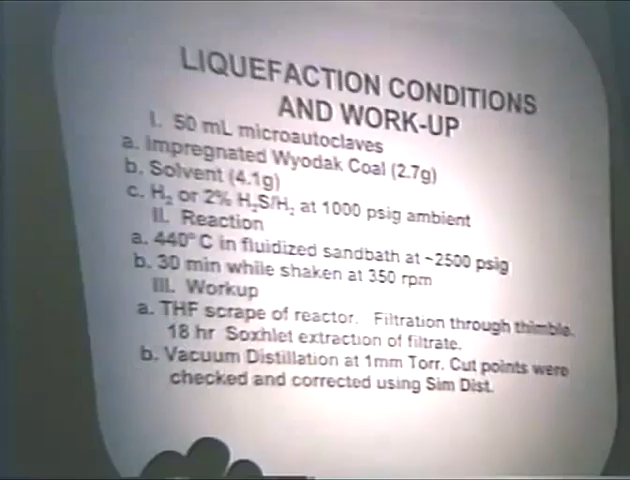 LIQUEFACTION CONDITIONS
AND WORK-UP
I. 50 mL microautoclaves
a. Impregnated Wyodak Coal (2.7g)
b. Solvent (4.1g)
c. H₂ or 2% H₂S/H₂ at 1000 psig ambient
II. Reaction
a. 440°C in fluidized sandbath at ~2500 psig
b. 30 min while shaken at 350 rpm
III. Workup
a. THF scrape of reactor. Filtration through thimble.
18 hr Soxhlet extraction of filtrate.
b. Vacuum Distillation at 1mm Torr. Cut points were
checked and corrected using Sim Dist.